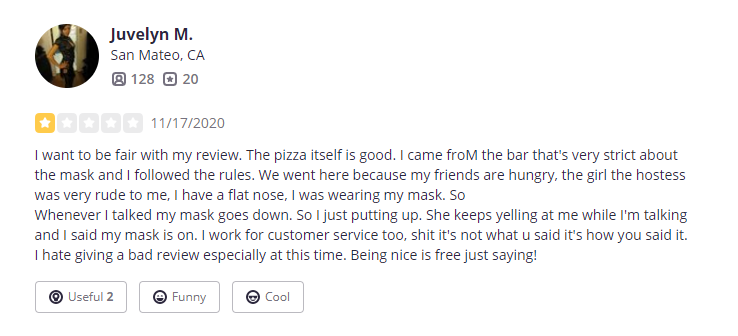 Juvelyn M.
San Mateo, CA
128 20
11/17/2020
I want to be fair with my review. The pizza itself is good. I came froM the bar that's very strict about
the mask and I followed the rules. We went here because my friends are hungry, the girl the hostess
was very rude to me, I have a flat nose, I was wearing my mask. So
Whenever I talked my mask goes down. So I just putting up. She keeps yelling at me while I'm talking
and I said my mask is on. I work for customer service too, shit it's not what u said it's how you said it.
I hate giving a bad review especially at this time. Being nice is free just saying!
Useful 2 Funny Cool